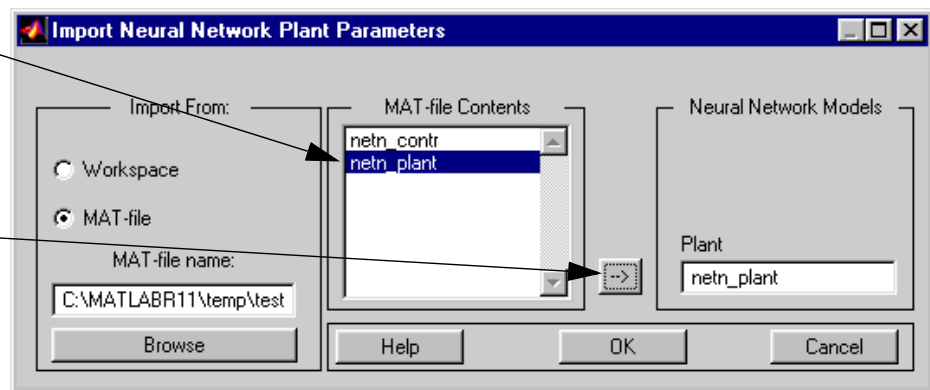 Import Neural Network Plant Parameters
Import From:
Workspace
MAT-file
MAT-file name:
C:\MATLABR11\temp\test
Browse
MAT-file Contents
netn_contr
netn_plant
-->
Neural Network Models
Plant
netn_plant
Help
OK
Cancel